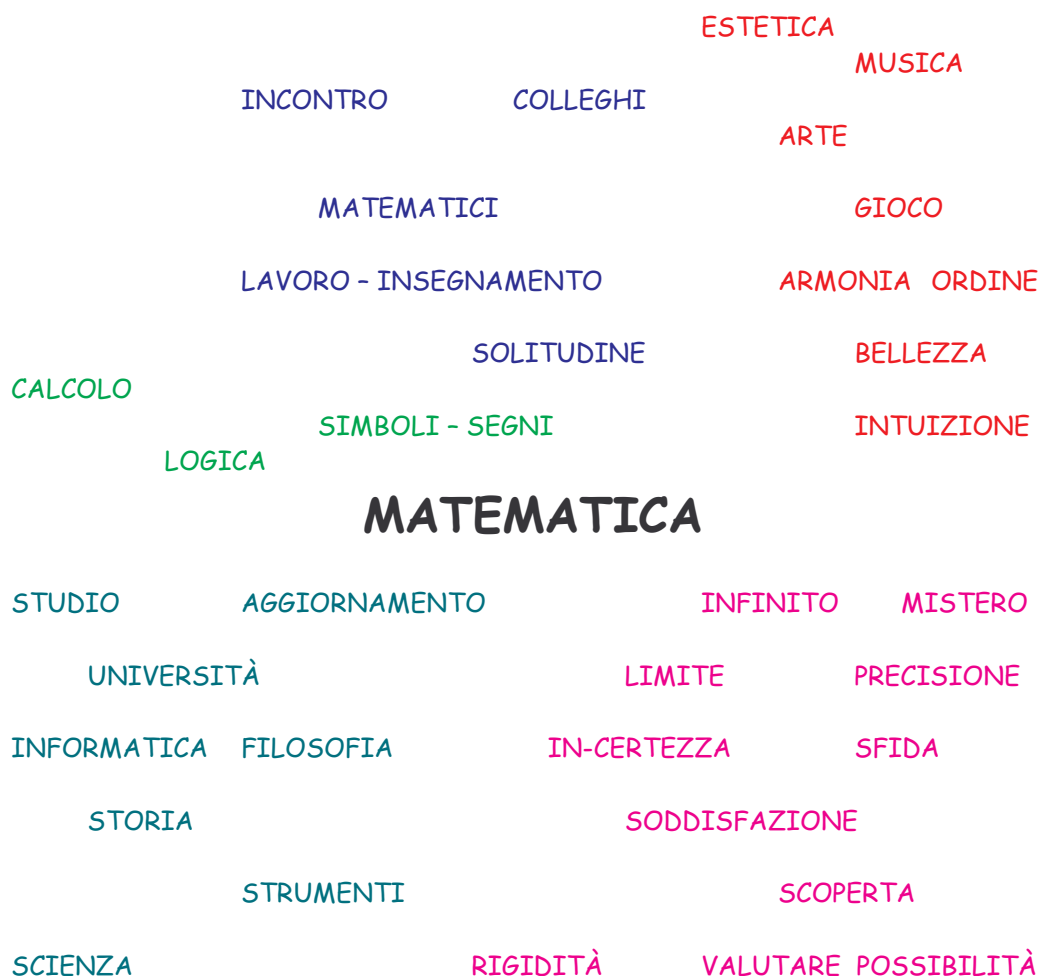 ESTETICA
MUSICA
INCONTRO COLLEGHI
ARTE
MATEMATICI GIOCO
LAVORO – INSEGNAMENTO ARMONIA ORDINE
SOLITUDINE BELLEZZA
CALCOLO
SIMBOLI – SEGNI INTUIZIONE
LOGICA
MATEMATICA
STUDIO AGGIORNAMENTO INFINITO MISTERO
UNIVERSITÀ LIMITE PRECISIONE
INFORMATICA FILOSOFIA IN-CERTEZZA SFIDA
STORIA SODDISFAZIONE
STRUMENTI SCOPERTA
SCIENZA RIGIDITÀ VALUTARE POSSIBILITÀ